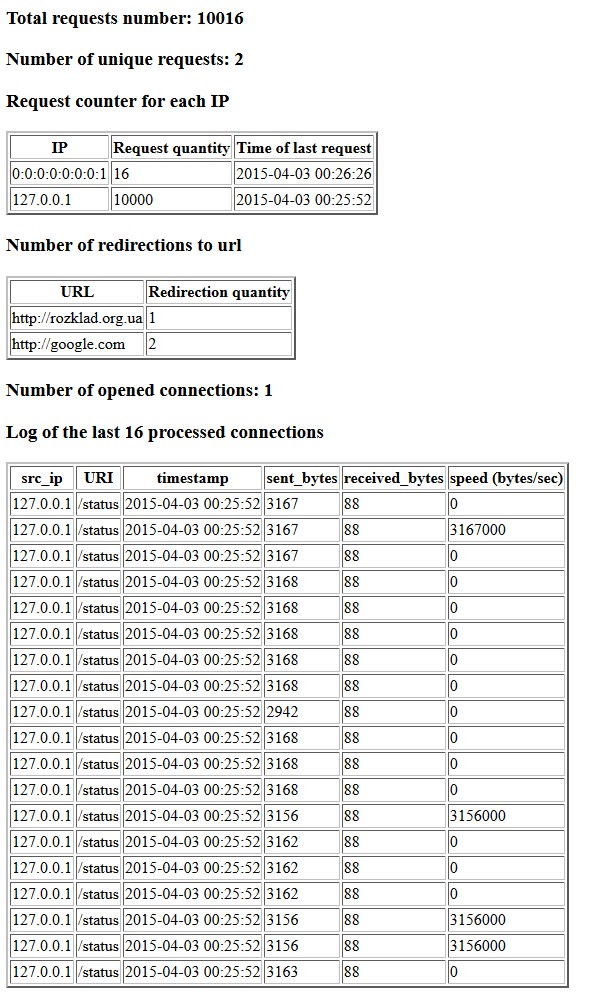 Total requests number: 10016
Number of unique requests: 2
Request counter for each IP
IP Request quantity Time of last request
0:0:0:0:0:0:0:1 16 2015-04-03 00:26:26
127.0.0.1 10000 2015-04-03 00:25:52
Number of redirections to url
URL Redirection quantity
http://rozklad.org.ua 1
http://google.com 2
Number of opened connections: 1
Log of the last 16 processed connections
src_ip URI timestamp sent_bytes received_bytes speed (bytes/sec)
127.0.0.1 /status 2015-04-03 00:25:52 3167 88 0
127.0.0.1 /status 2015-04-03 00:25:52 3167 88 3167000
127.0.0.1 /status 2015-04-03 00:25:52 3167 88 0
127.0.0.1 /status 2015-04-03 00:25:52 3168 88 0
127.0.0.1 /status 2015-04-03 00:25:52 3168 88 0
127.0.0.1 /status 2015-04-03 00:25:52 3168 88 0
127.0.0.1 /status 2015-04-03 00:25:52 3168 88 0
127.0.0.1 /status 2015-04-03 00:25:52 3168 88 0
127.0.0.1 /status 2015-04-03 00:25:52 2942 88 0
127.0.0.1 /status 2015-04-03 00:25:52 3168 88 0
127.0.0.1 /status 2015-04-03 00:25:52 3168 88 0
127.0.0.1 /status 2015-04-03 00:25:52 3168 88 0
127.0.0.1 /status 2015-04-03 00:25:52 3156 88 3156000
127.0.0.1 /status 2015-04-03 00:25:52 3162 88 0
127.0.0.1 /status 2015-04-03 00:25:52 3162 88 0
127.0.0.1 /status 2015-04-03 00:25:52 3162 88 0
127.0.0.1 /status 2015-04-03 00:25:52 3156 88 3156000
127.0.0.1 /status 2015-04-03 00:25:52 3156 88 3156000
127.0.0.1 /status 2015-04-03 00:25:52 3163 88 0